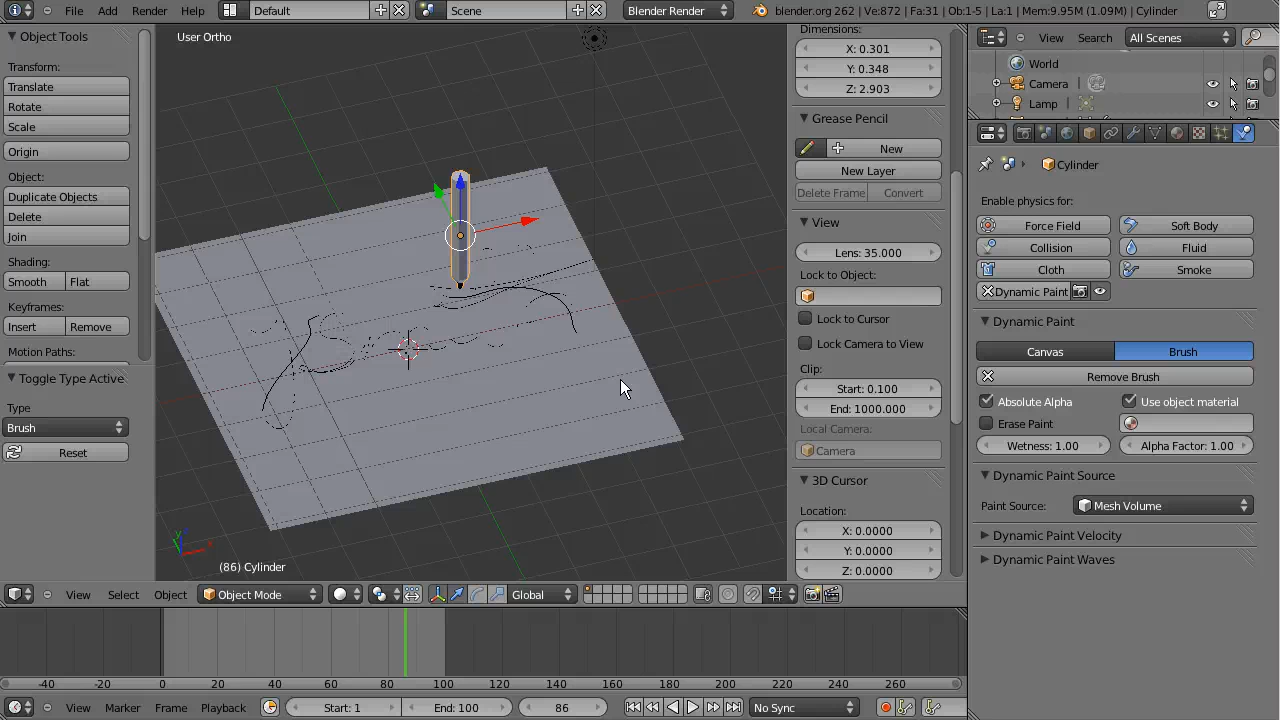 File Add Render Help Default Scene Blender Render blender.org 262 | Ve:872 | Fa:31 | Ob:1-5 | La:1 | Mem:9.95M (1.09M) | Cylinder
Object Tools
Transform:
Translate
Rotate
Scale
Origin
Object:
Duplicate Objects
Delete
Join
Shading:
Smooth Flat
Keyframes:
Insert Remove
Motion Paths:
Toggle Type Active
Type
Brush
Reset
User Ortho
(86) Cylinder
Dimensions:
X: 0.301
Y: 0.348
Z: 2.903
Grease Pencil
New
New Layer
Delete Frame Convert
View
Lens: 35.000
Lock to Object:
Lock to Cursor
Lock Camera to View
Clip:
Start: 0.100
End: 1000.000
Local Camera:
Camera
3D Cursor
Location:
X: 0.0000
Y: 0.0000
Z: 0.0000
View Search All Scenes
World
Camera
Lamp
Cylinder
Enable physics for:
Force Field Soft Body
Collision Fluid
Cloth Smoke
Dynamic Paint
Dynamic Paint
Canvas Brush
Remove Brush
Absolute Alpha Use object material
Erase Paint
Wetness: 1.00 Alpha Factor: 1.00
Dynamic Paint Source
Paint Source: Mesh Volume
Dynamic Paint Velocity
Dynamic Paint Waves
View Select Object Object Mode Global
-40 -20 0 20 40 60 80 100 120 140 160 180 200 220 240 260
View Marker Frame Playback Start: 1 End: 100 86 No Sync